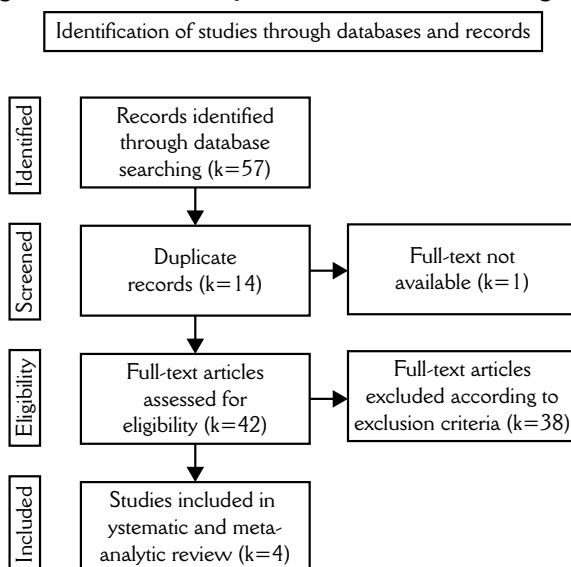 Identification of studies through databases and records
Identified
Records identified
through database
searching (k=57)
Screened
Duplicate
records (k=14)
Full-text not
available (k=1)
Eligibility
Full-text articles
assessed for
eligibility (k=42)
Full-text articles
excluded according to
exclusion criteria (k=38)
Included
Studies included in
ystematic and meta-
analytic review (k=4)